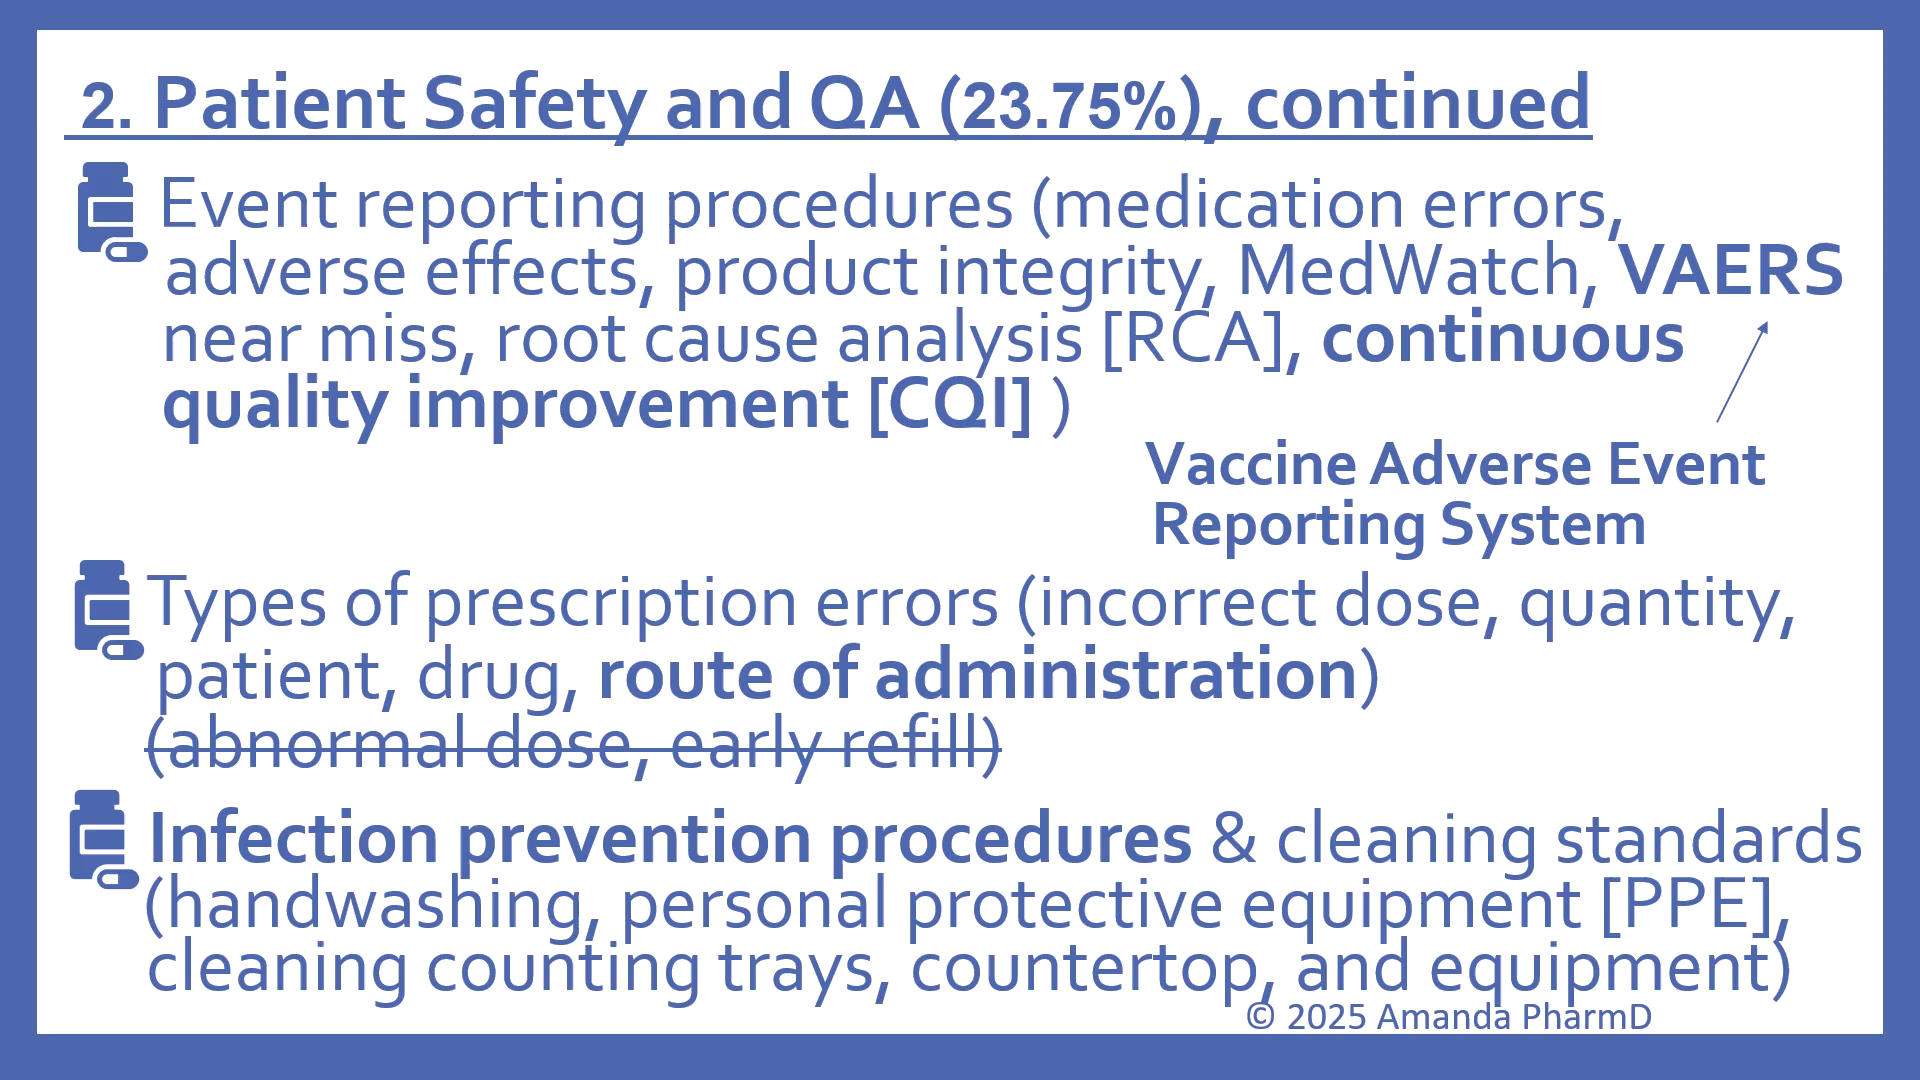 2. Patient Safety and QA (23.75%), continued
Event reporting procedures (medication errors,
adverse effects, product integrity, MedWatch, VAERS
near miss, root cause analysis [RCA], continuous
quality improvement [CQI] )
Vaccine Adverse Event
Reporting System
Types of prescription errors (incorrect dose, quantity,
patient, drug, route of administration)
(abnormal dose, early refill)
Infection prevention procedures & cleaning standards
(handwashing, personal protective equipment [PPE],
cleaning counting trays, countertop, and equipment)
© 2025 Amanda PharmD